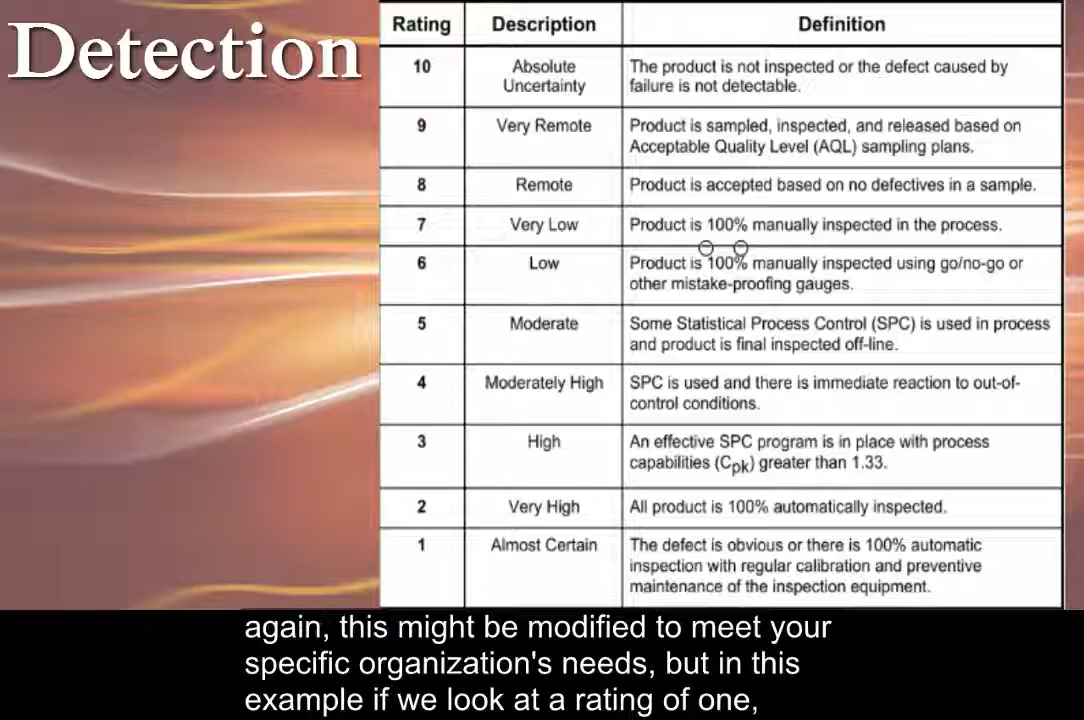 Detection
Rating Description Definition
10 Absolute Uncertainty The product is not inspected or the defect caused by
failure is not detectable.
9 Very Remote Product is sampled, inspected, and released based on
Acceptable Quality Level (AQL) sampling plans.
8 Remote Product is accepted based on no defectives in a sample.
7 Very Low Product is 100% manually inspected in the process.
6 Low Product is 100% manually inspected using go/no-go or
other mistake-proofing gauges.
5 Moderate Some Statistical Process Control (SPC) is used in process
and product is final inspected off-line.
4 Moderately High SPC is used and there is immediate reaction to out-of-
control conditions.
3 High An effective SPC program is in place with process
capabilities (Cpk) greater than 1.33.
2 Very High All product is 100% automatically inspected.
1 Almost Certain The defect is obvious or there is 100% automatic
inspection with regular calibration and preventive
maintenance of the inspection equipment.
again, this might be modified to meet your
specific organization's needs, but in this
example if we look at a rating of one,